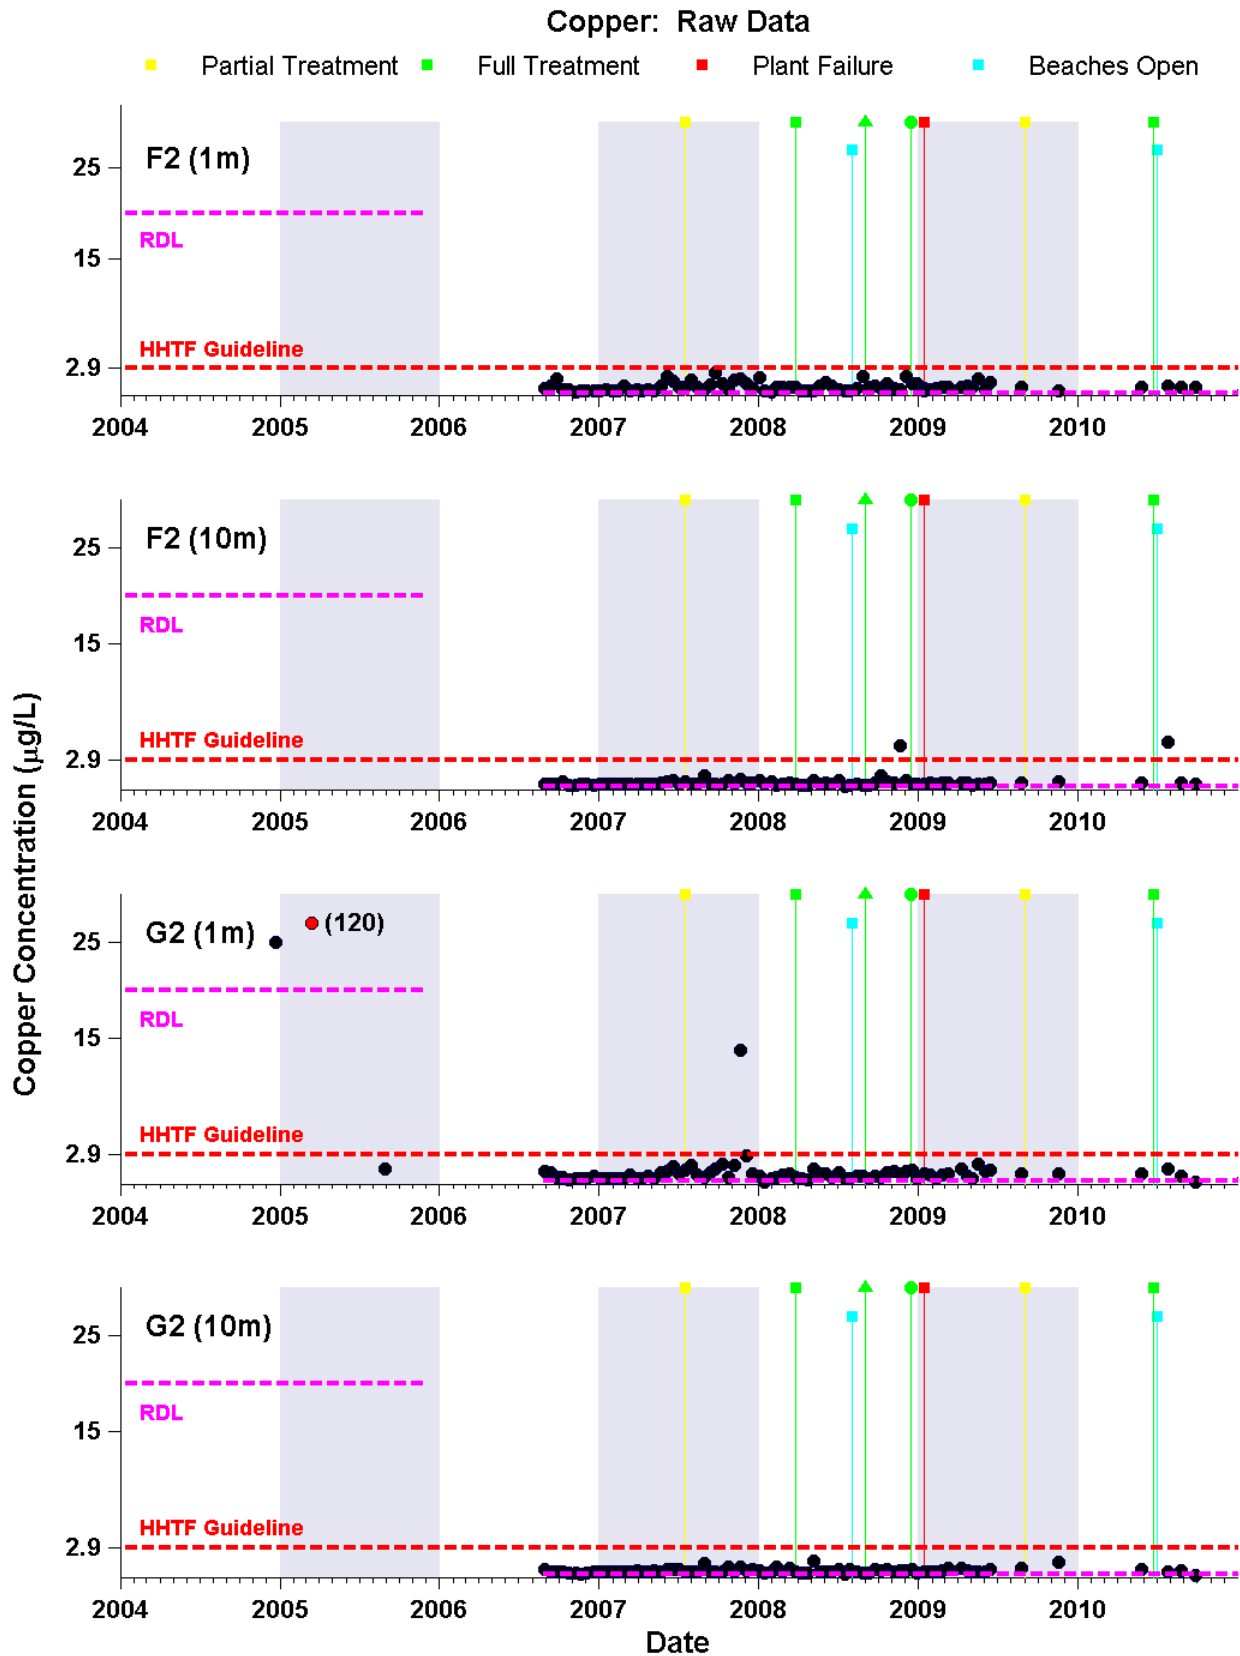 Copper: Raw Data
Partial Treatment Full Treatment Plant Failure Beaches Open
F2 (1m)
25
RDL
15
HHTF Guideline
2.9
2004 2005 2006 2007 2008 2009 2010
F2 (10m)
25
RDL
15
HHTF Guideline
2.9
2004 2005 2006 2007 2008 2009 2010
Copper Concentration (µg/L)
G2 (1m) (120)
25
RDL
15
HHTF Guideline
2.9
2004 2005 2006 2007 2008 2009 2010
G2 (10m)
25
RDL
15
HHTF Guideline
2.9
2004 2005 2006 2007 2008 2009 2010
Date